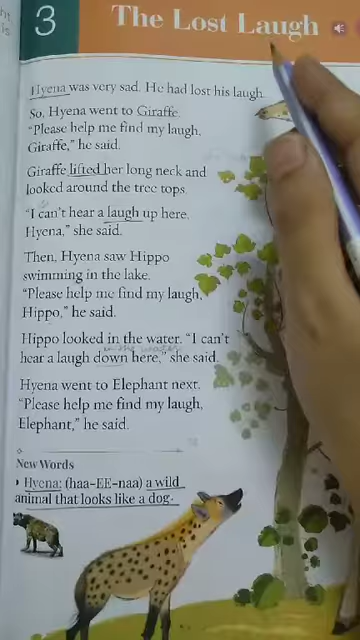 3
The Lost Laugh
Hyena was very sad. He had lost his laugh.
So, Hyena went to Giraffe.
"Please help me find my laugh,
Giraffe," he said.
Giraffe lifted her long neck and
looked around the tree tops.
"I can't hear a laugh up here,
Hyena," she said.
Then, Hyena saw Hippo
swimming in the lake.
"Please help me find my laugh,
Hippo," he said.
Hippo looked in the water. "I can't
hear a laugh down here," she said.
Hyena went to Elephant next.
"Please help me find my laugh,
Elephant," he said.
New Words
• Hyena: (haa-EE-naa) a wild
animal that looks like a dog.